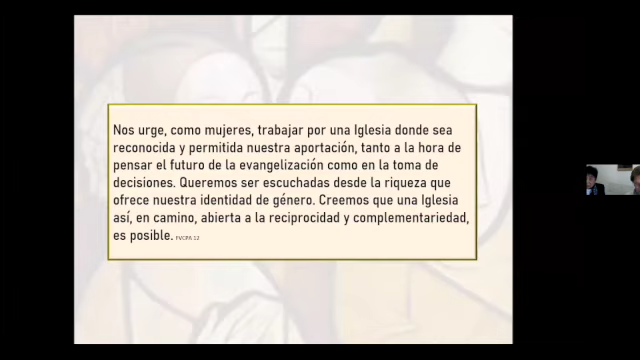 Nos urge, como mujeres, trabajar por una Iglesia donde sea
reconocida y permitida nuestra aportación, tanto a la hora de
pensar el futuro de la evangelización como en la toma de
decisiones. Queremos ser escuchadas desde la riqueza que
ofrece nuestra identidad de género. Creemos que una Iglesia
así, en camino, abierta a la reciprocidad y complementariedad,
es posible. FVCPA 12